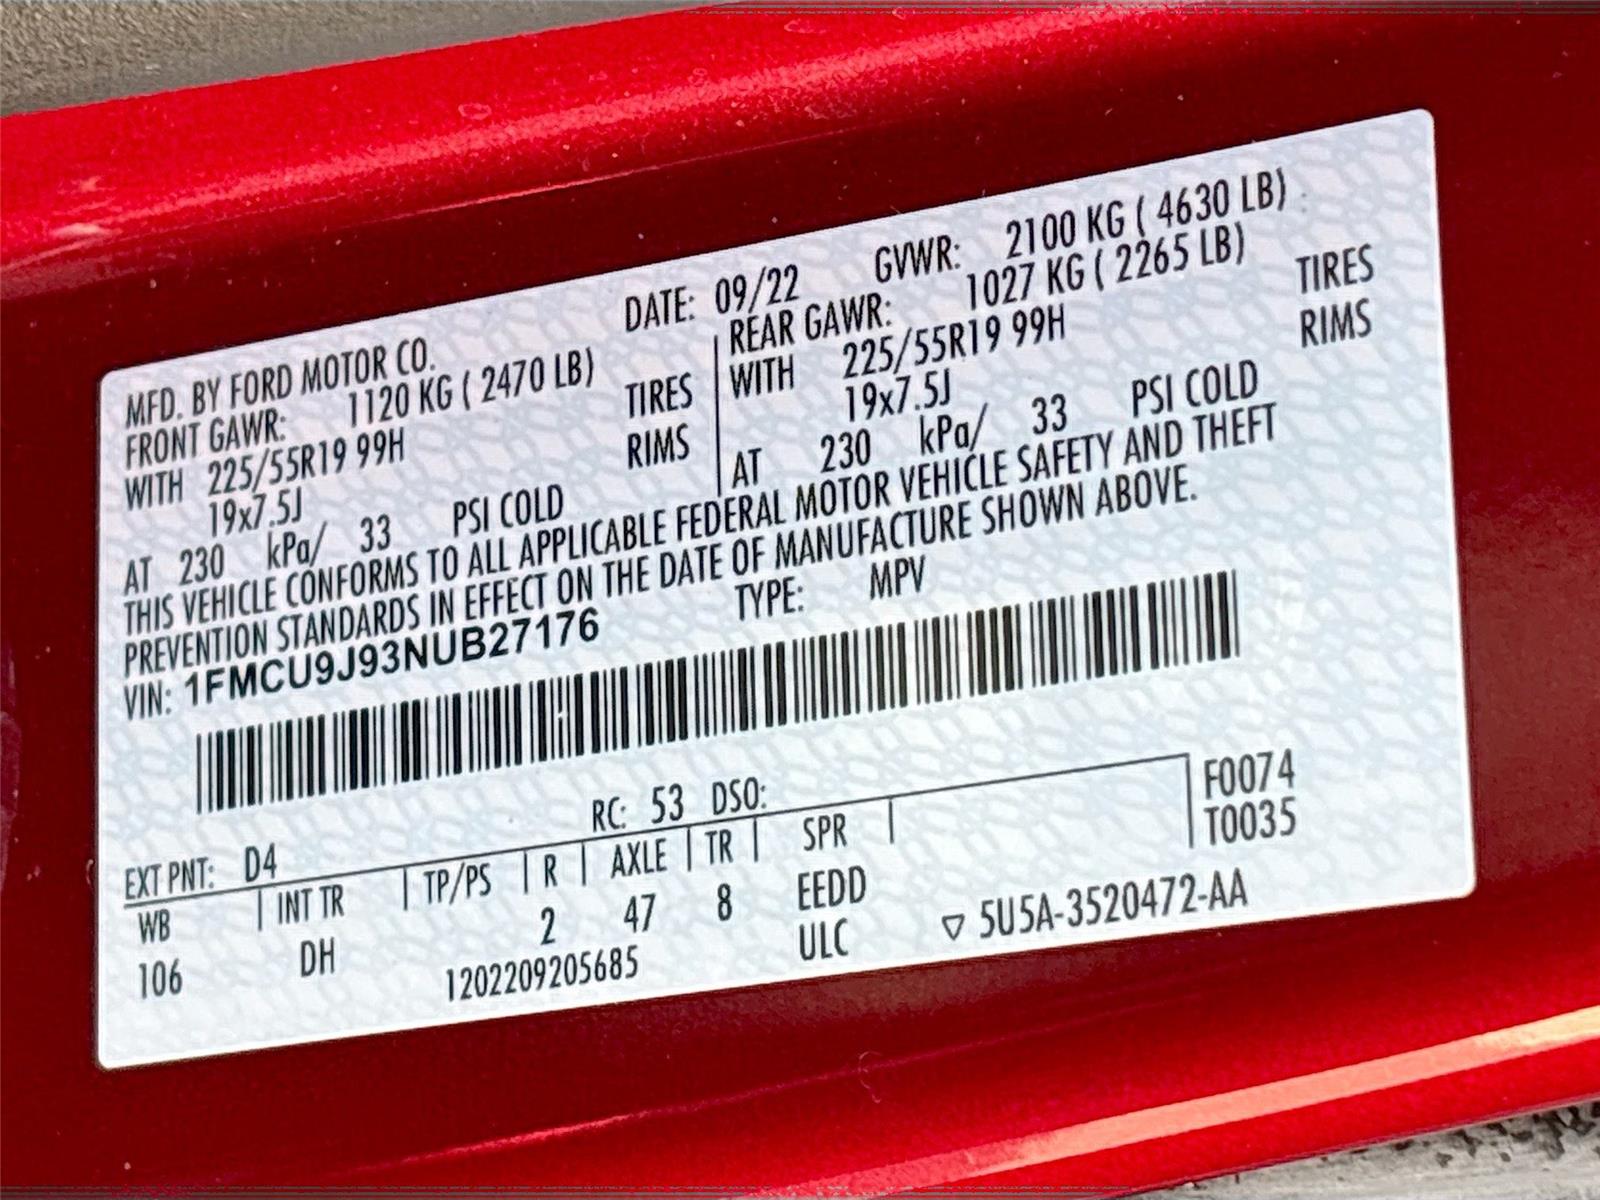 MFD. BY FORD MOTOR CO. DATE: 09/22 GVWR: 2100 KG ( 4630 LB)
FRONT GAWR: 1120 KG ( 2470 LB) REAR GAWR: 1027 KG ( 2265 LB)
WITH 225/55R19 99H TIRES WITH 225/55R19 99H TIRES
19x7.5J RIMS 19x7.5J RIMS
AT 230 kPa/ 33 PSI COLD AT 230 kPa/ 33 PSI COLD
THIS VEHICLE CONFORMS TO ALL APPLICABLE FEDERAL MOTOR VEHICLE SAFETY AND THEFT
PREVENTION STANDARDS IN EFFECT ON THE DATE OF MANUFACTURE SHOWN ABOVE.
VIN: 1FMCU9J93NUB27176 TYPE: MPV
EXT PNT: D4 RC: 53 DSO: F0074
WB INT TR TP/PS R AXLE TR SPR T0035
106 DH 2 47 8 EEDD
1202209205685 ULC ▽ 5U5A-3520472-AA